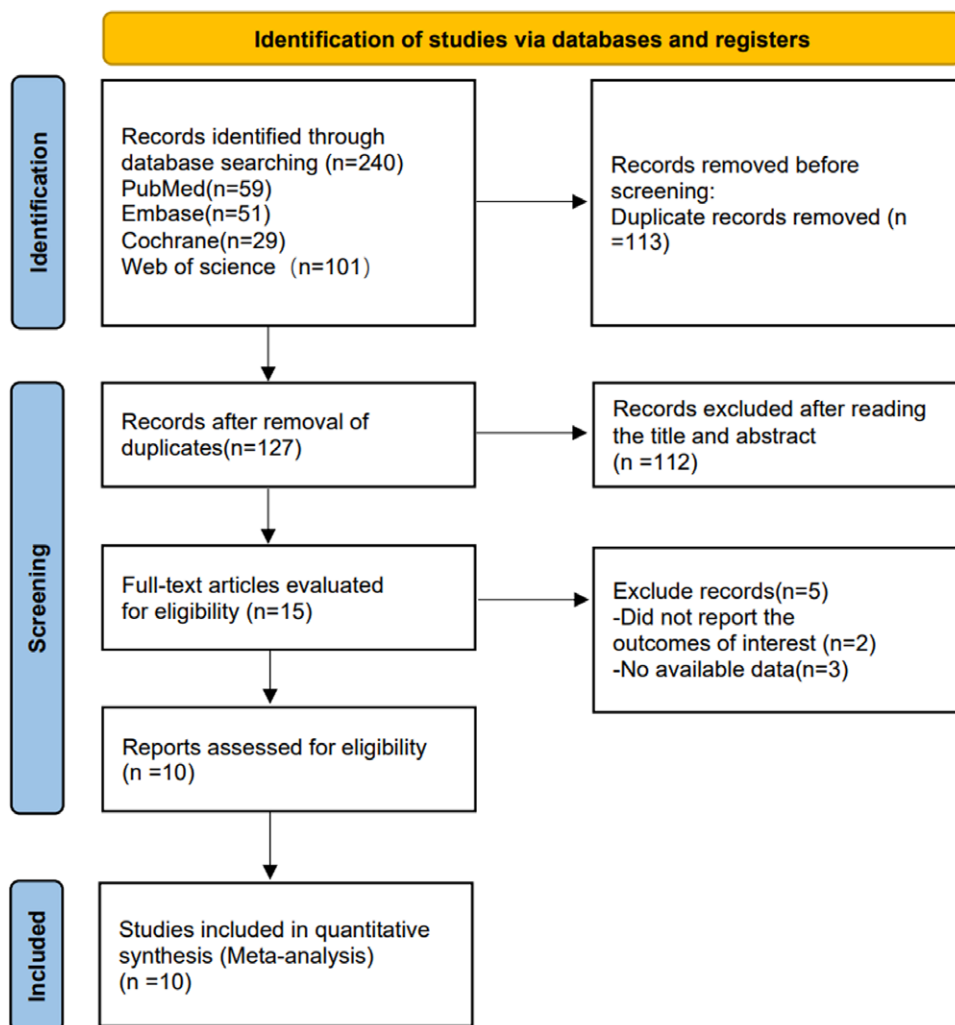 Identification of studies via databases and registers
Identification
Records identified through
database searching (n=240)
PubMed(n=59)
Embase(n=51)
Cochrane(n=29)
Web of science （n=101）
Records removed before
screening:
Duplicate records removed (n
=113)
Screening
Records after removal of
duplicates(n=127)
Records excluded after reading
the title and abstract
(n =112)
Full-text articles evaluated
for eligibility (n=15)
Exclude records(n=5)
-Did not report the
outcomes of interest (n=2)
-No available data(n=3)
Reports assessed for eligibility
(n =10)
Included
Studies included in quantitative
synthesis (Meta-analysis)
(n =10)